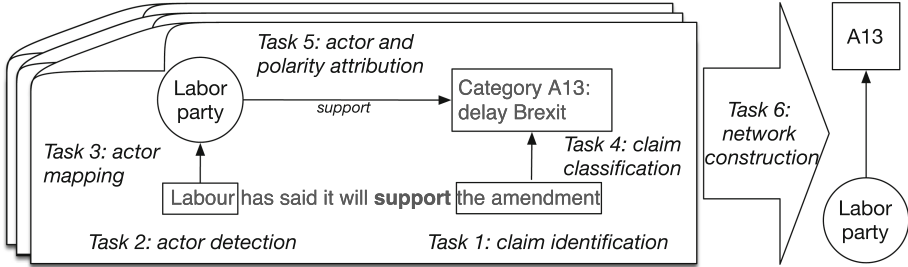 Task 5: actor and
polarity attribution
Labor
party
support
Category A13:
delay Brexit
Task 3: actor
mapping
Task 4: claim
classification
Labour has said it will support the amendment
Task 2: actor detection
Task 1: claim identification
Task 6:
network
construction
A13
Labor
party